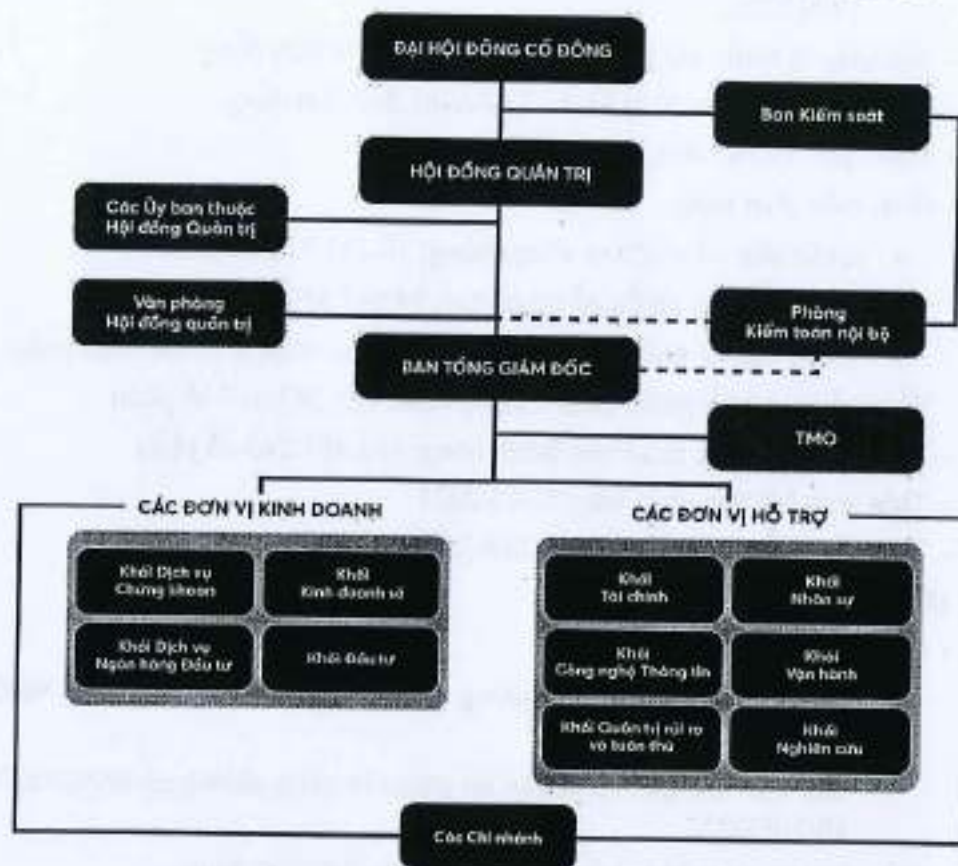 ĐẠI HỘI ĐỒNG CỔ ĐÔNG
Ban Kiểm soát
HỘI ĐỒNG QUẢN TRỊ
Các Ủy ban thuộc
Hội đồng Quản trị
Văn phòng
Hội đồng quản trị
Phòng
Kiểm toán nội bộ
BAN TỔNG GIÁM ĐỐC
TMO
CÁC ĐƠN VỊ KINH DOANH
CÁC ĐƠN VỊ HỖ TRỢ
Khối Dịch vụ
Chứng khoán
Khối
Kinh doanh số
Khối Dịch vụ
Ngân hàng Đầu tư
Khối Đầu tư
Khối
Tài chính
Khối
Nhân sự
Khối
Công nghệ Thông tin
Khối
Vận hành
Khối Quản trị rủi ro
và tuân thủ
Khối
Nghiên cứu
Các Chi nhánh